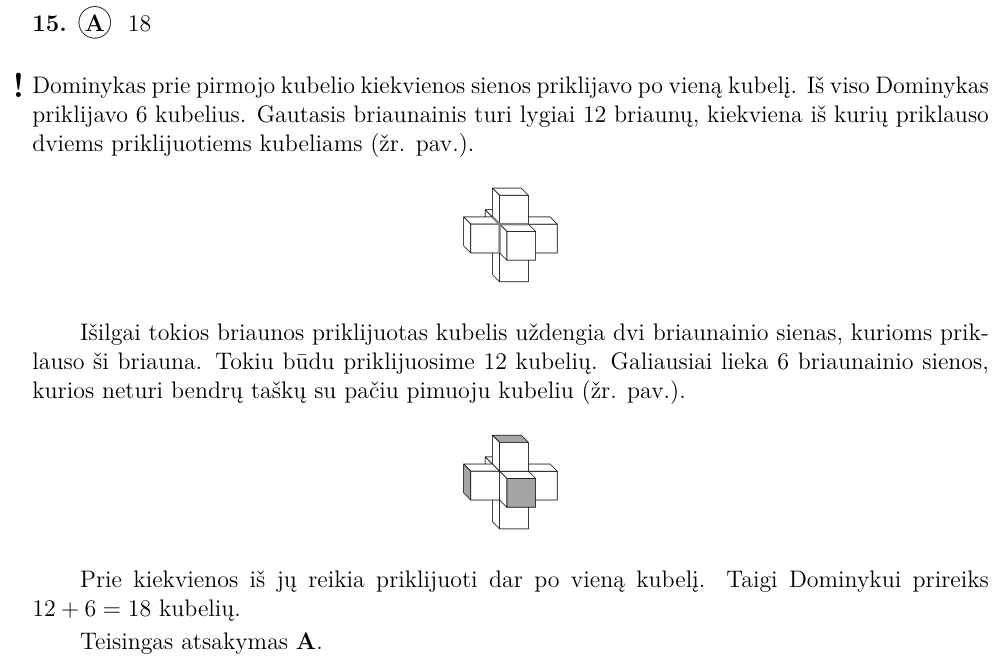 15. A 18
! Dominykas prie pirmojo kubelio kiekvienos sienos priklijavo po vieną kubelį. Iš viso Dominykas
priklijavo 6 kubelius. Gautasis briaunainis turi lygiai 12 briaunų, kiekviena iš kurių priklauso
dviems priklijuotiems kubeliams (žr. pav.).
Išilgai tokios briaunos priklijuotas kubelis uždengia dvi briaunainio sienas, kurioms prik-
lauso ši briauna. Tokiu būdu priklijuosime 12 kubelių. Galiausiai lieka 6 briaunainio sienos,
kurios neturi bendrų taškų su pačiu pimuoju kubeliu (žr. pav.).
Prie kiekvienos iš jų reikia priklijuoti dar po vieną kubelį. Taigi Dominykui prireiks
12 + 6 = 18 kubelių.
Teisingas atsakymas A.